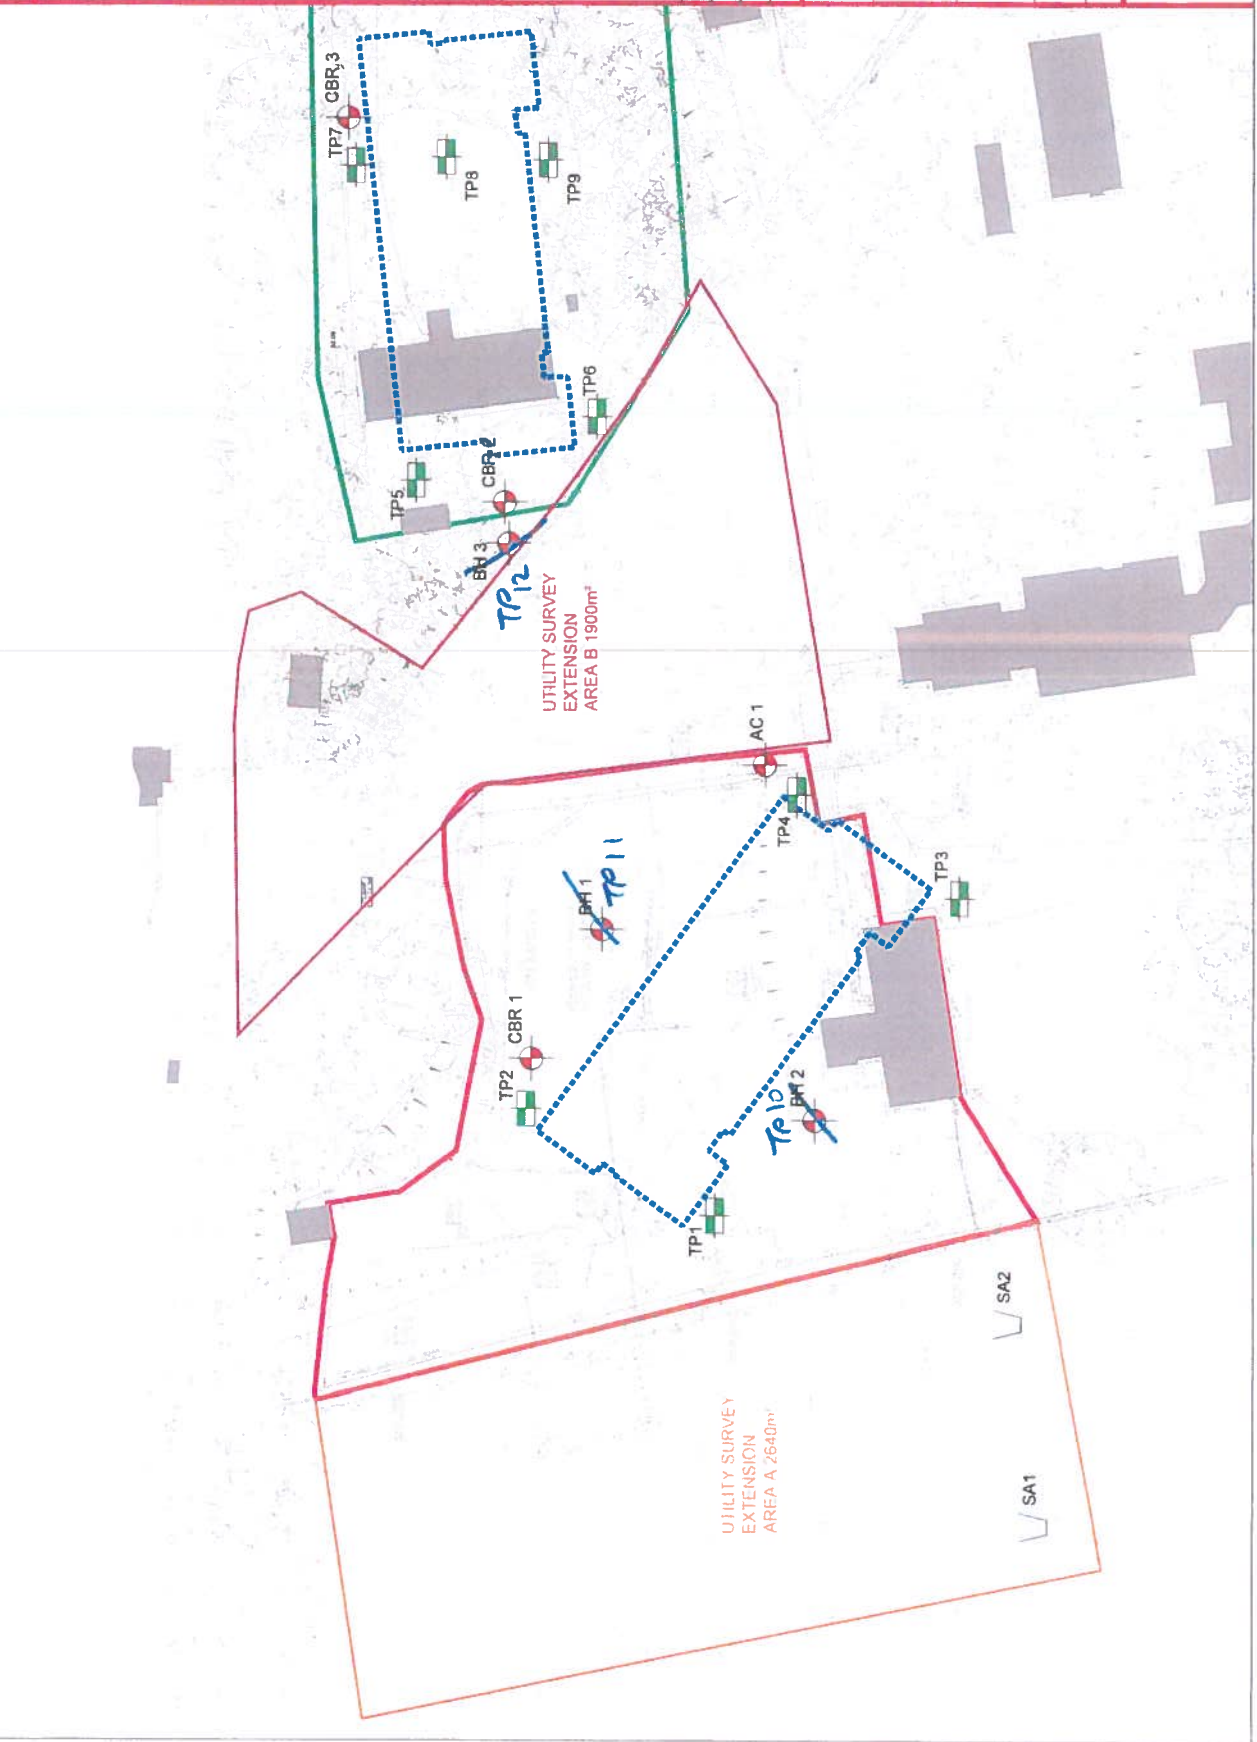 CBR 3
TP7
TP8
TP9
TP6
TP5
CBR 2
BH 3
TP12
UTILITY SURVEY
EXTENSION
AREA B 1900m²
AC 1
TP4
TP3
BH 1
TP11
CBR 1
TP2
BH 2
TP10
TP1
SA2
SA1
UTILITY SURVEY
EXTENSION
AREA A 2640m²